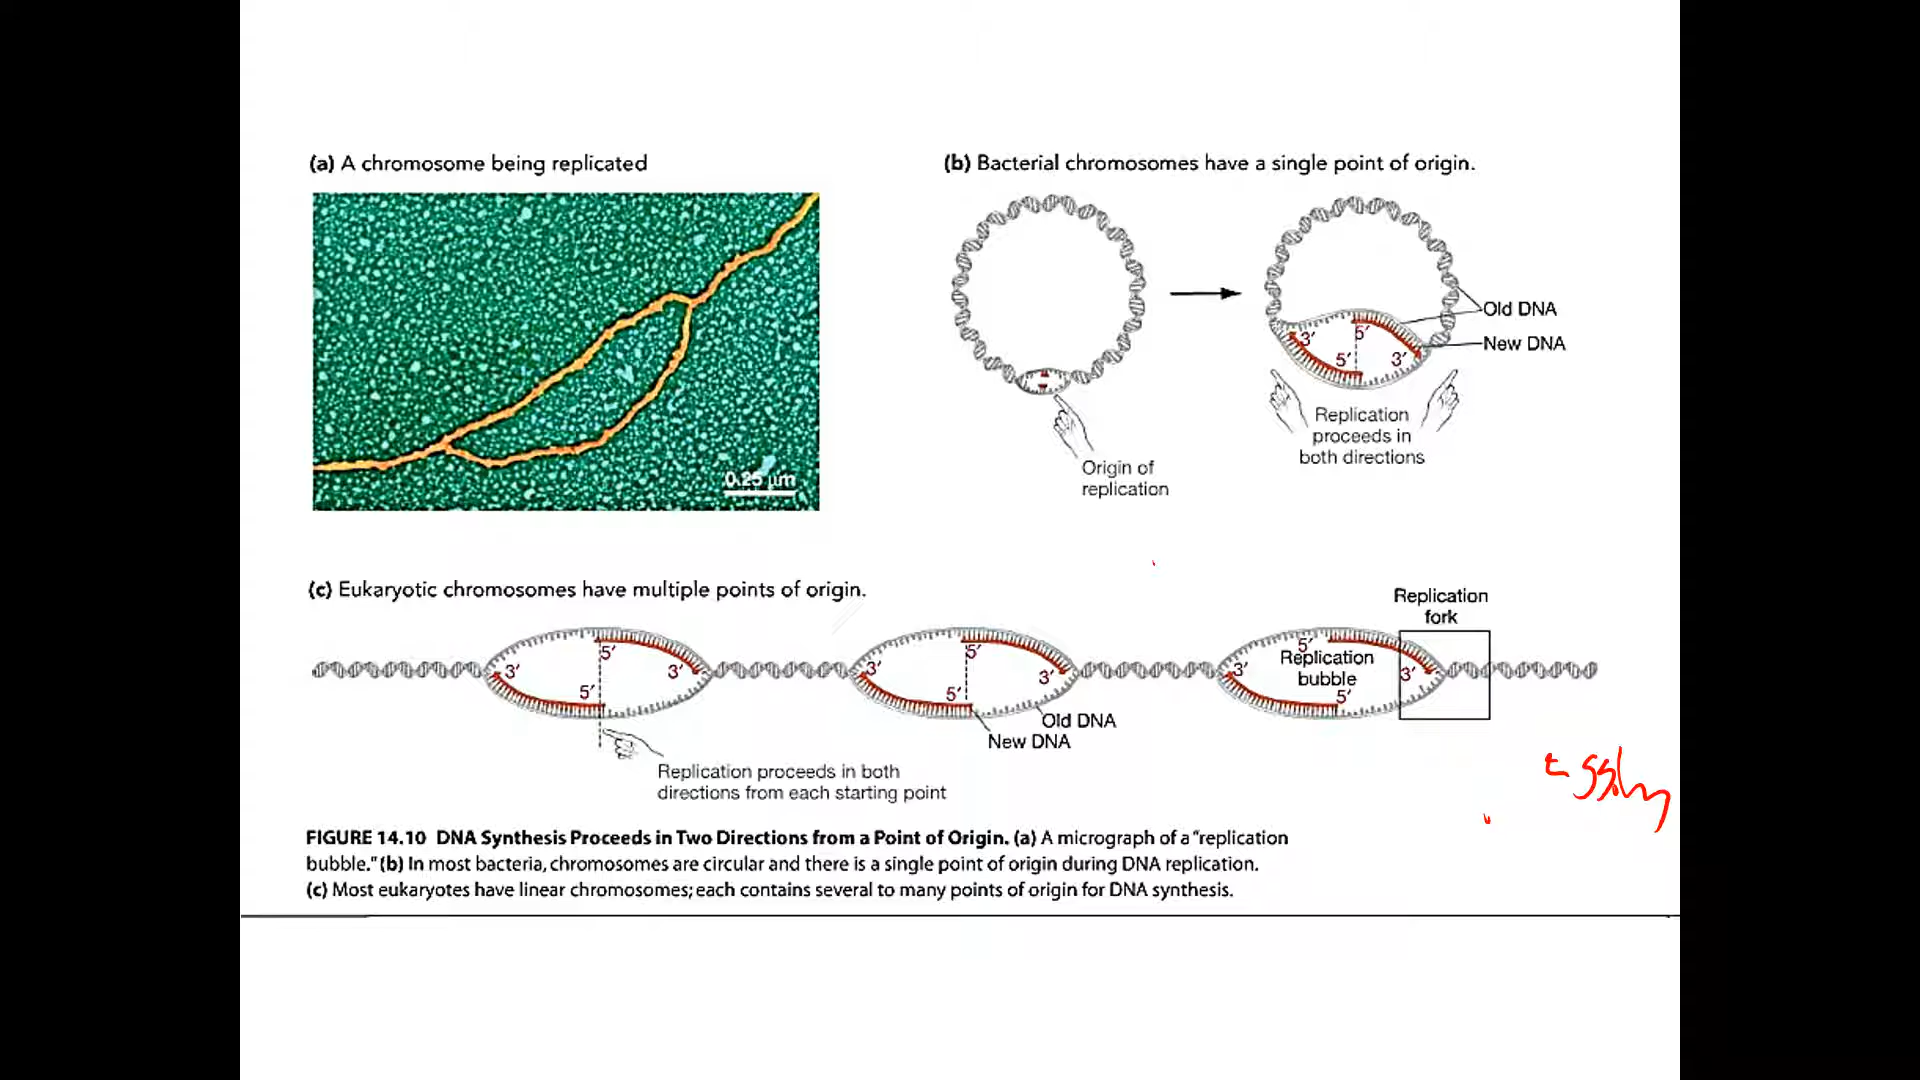 (a) A chromosome being replicated
0.25 µm
(b) Bacterial chromosomes have a single point of origin.
Origin of
replication
3′
5′
5′
3′
Old DNA
New DNA
Replication
proceeds in
both directions
(c) Eukaryotic chromosomes have multiple points of origin.
3′
5′
5′
3′
Replication proceeds in both
directions from each starting point
3′
5′
5′
3′
Old DNA
New DNA
3′
5′
Replication
bubble
5′
3′
Replication
fork
FIGURE 14.10 DNA Synthesis Proceeds in Two Directions from a Point of Origin. (a) A micrograph of a "replication
bubble." (b) In most bacteria, chromosomes are circular and there is a single point of origin during DNA replication.
(c) Most eukaryotes have linear chromosomes; each contains several to many points of origin for DNA synthesis.